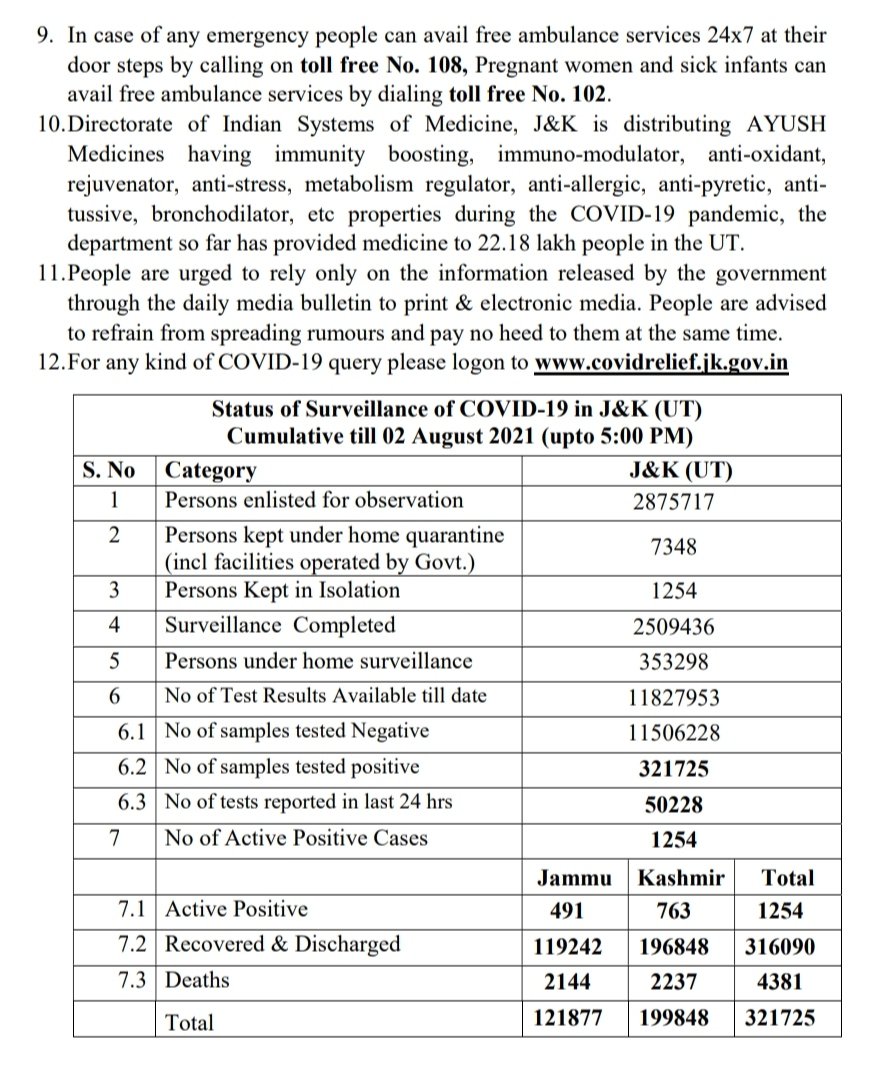 9. In case of any emergency people can avail free ambulance services 24x7 at their
door steps by calling on toll free No. 108, Pregnant women and sick infants can
avail free ambulance services by dialing toll free No. 102.
10.Directorate of Indian Systems of Medicine, J&K is distributing AYUSH
Medicines having immunity boosting, immuno-modulator, anti-oxidant,
rejuvenator, anti-stress, metabolism regulator, anti-allergic, anti-pyretic, anti-
tussive, bronchodilator, etc properties during the COVID-19 pandemic, the
department so far has provided medicine to 22.18 lakh people in the UT.
11.People are urged to rely only on the information released by the government
through the daily media bulletin to print & electronic media. People are advised
to refrain from spreading rumours and pay no heed to them at the same time.
12.For any kind of COVID-19 query please logon to www.covidrelief.jk.gov.in
Status of Surveillance of COVID-19 in J&K (UT)
Cumulative till 02 August 2021 (upto 5:00 PM)
S. No Category J&K (UT)
1 Persons enlisted for observation 2875717
2 Persons kept under home quarantine
(incl facilities operated by Govt.) 7348
3 Persons Kept in Isolation 1254
4 Surveillance Completed 2509436
5 Persons under home surveillance 353298
6 No of Test Results Available till date 11827953
6.1 No of samples tested Negative 11506228
6.2 No of samples tested positive 321725
6.3 No of tests reported in last 24 hrs 50228
7 No of Active Positive Cases 1254
Jammu Kashmir Total
7.1 Active Positive 491 763 1254
7.2 Recovered & Discharged 119242 196848 316090
7.3 Deaths 2144 2237 4381
Total 121877 199848 321725